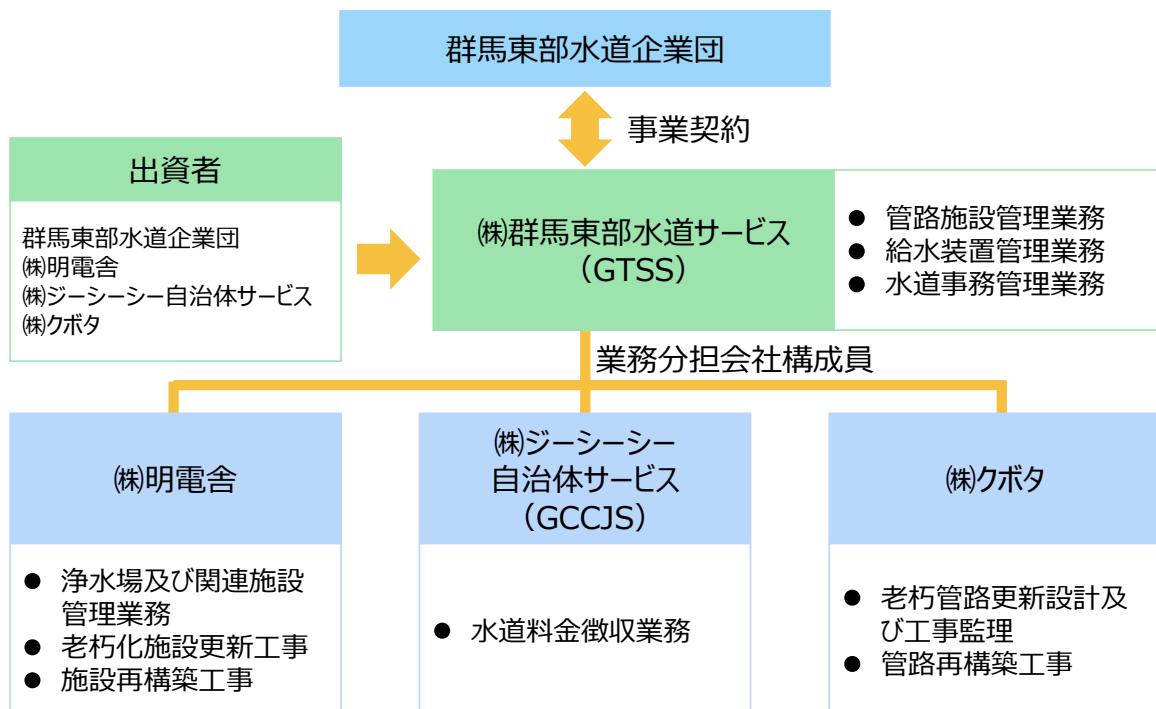 群馬東部水道企業団
事業契約
出資者
群馬東部水道企業団
㈱明電舎
㈱ジーシーシー自治体サービス
㈱クボタ
㈱群馬東部水道サービス
（GTSS）
● 管路施設管理業務
● 給水装置管理業務
● 水道事務管理業務
業務分担会社構成員
㈱明電舎
● 浄水場及び関連施設
管理業務
● 老朽化施設更新工事
● 施設再構築工事
㈱ジーシーシー
自治体サービス
（GCCJS）
● 水道料金徴収業務
㈱クボタ
● 老朽管路更新設計及
び工事監理
● 管路再構築工事